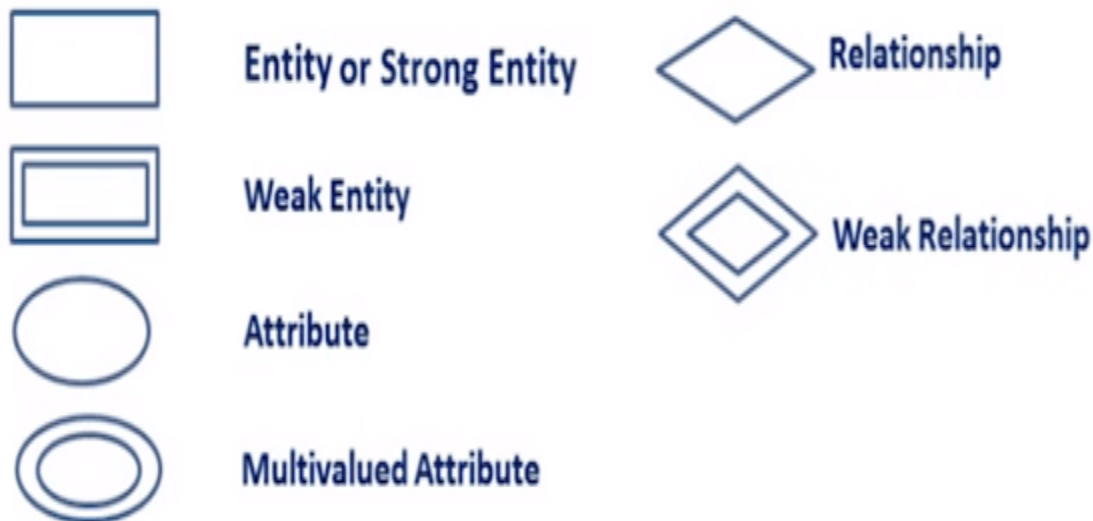 Entity or Strong Entity
Weak Entity
Attribute
Multivalued Attribute
Relationship
Weak Relationship